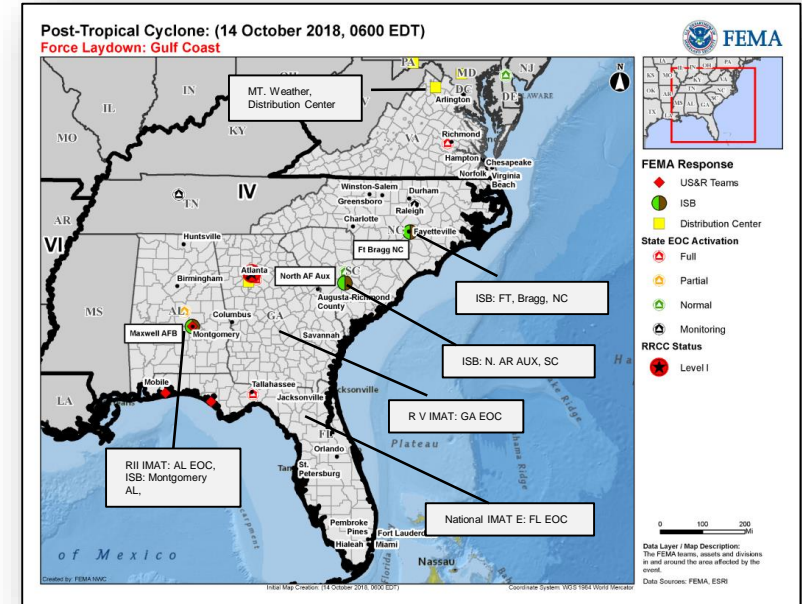 Post-Tropical Cyclone: (14 October 2018, 0600 EDT)
Force Laydown: Gulf Coast
FEMA
MT. Weather,
Distribution Center
PA
MD
NJ
DC
DE
LAWARE
Arlington
IN
IL
MO
KY
VA
Richmond
Hampton
Chesapeake
Norfolk
Virginia
Beach
IV
TN
Winston-Salem
Durham
Greensboro
Raleigh
Charlotte
NC
Fayetteville
Ft Bragg NC
AR
VI
Huntsville
Atlanta
North AF Aux
SC
Birmingham
Augusta-Richmond
County
ISB: FT, Bragg, NC
MS
AL
Columbus
GA
Maxwell AFB
Montgomery
Savannah
ISB: N. AR AUX, SC
Mobile
Tallahassee
Jacksonville
cksonville
LA
R V IMAT: GA EOC
Plateau
RII IMAT: AL EOC,
ISB: Montgomery
AL,
FL
Orlando
St.
Petersburg
National IMAT E: FL EOC
Pembroke
Pines
Fort Lauderd
Hialeah
Miami
of Mexico
Nassau
Created by: FEMA NWC
Initial Map Creation: (14 October 2018, 0600 EDT)
Coordinate System: WGS 1984 World Mercator
N
FEMA Response
US&R Teams
ISB
Distribution Center
State EOC Activation
Full
Partial
Normal
Monitoring
RRCC Status
Level I
0 100 200
Mi
Data Layer / Map Description:
The FEMA teams, assets and divisions
in and around the area affected by the
event.
Data Sources: FEMA, ESRI